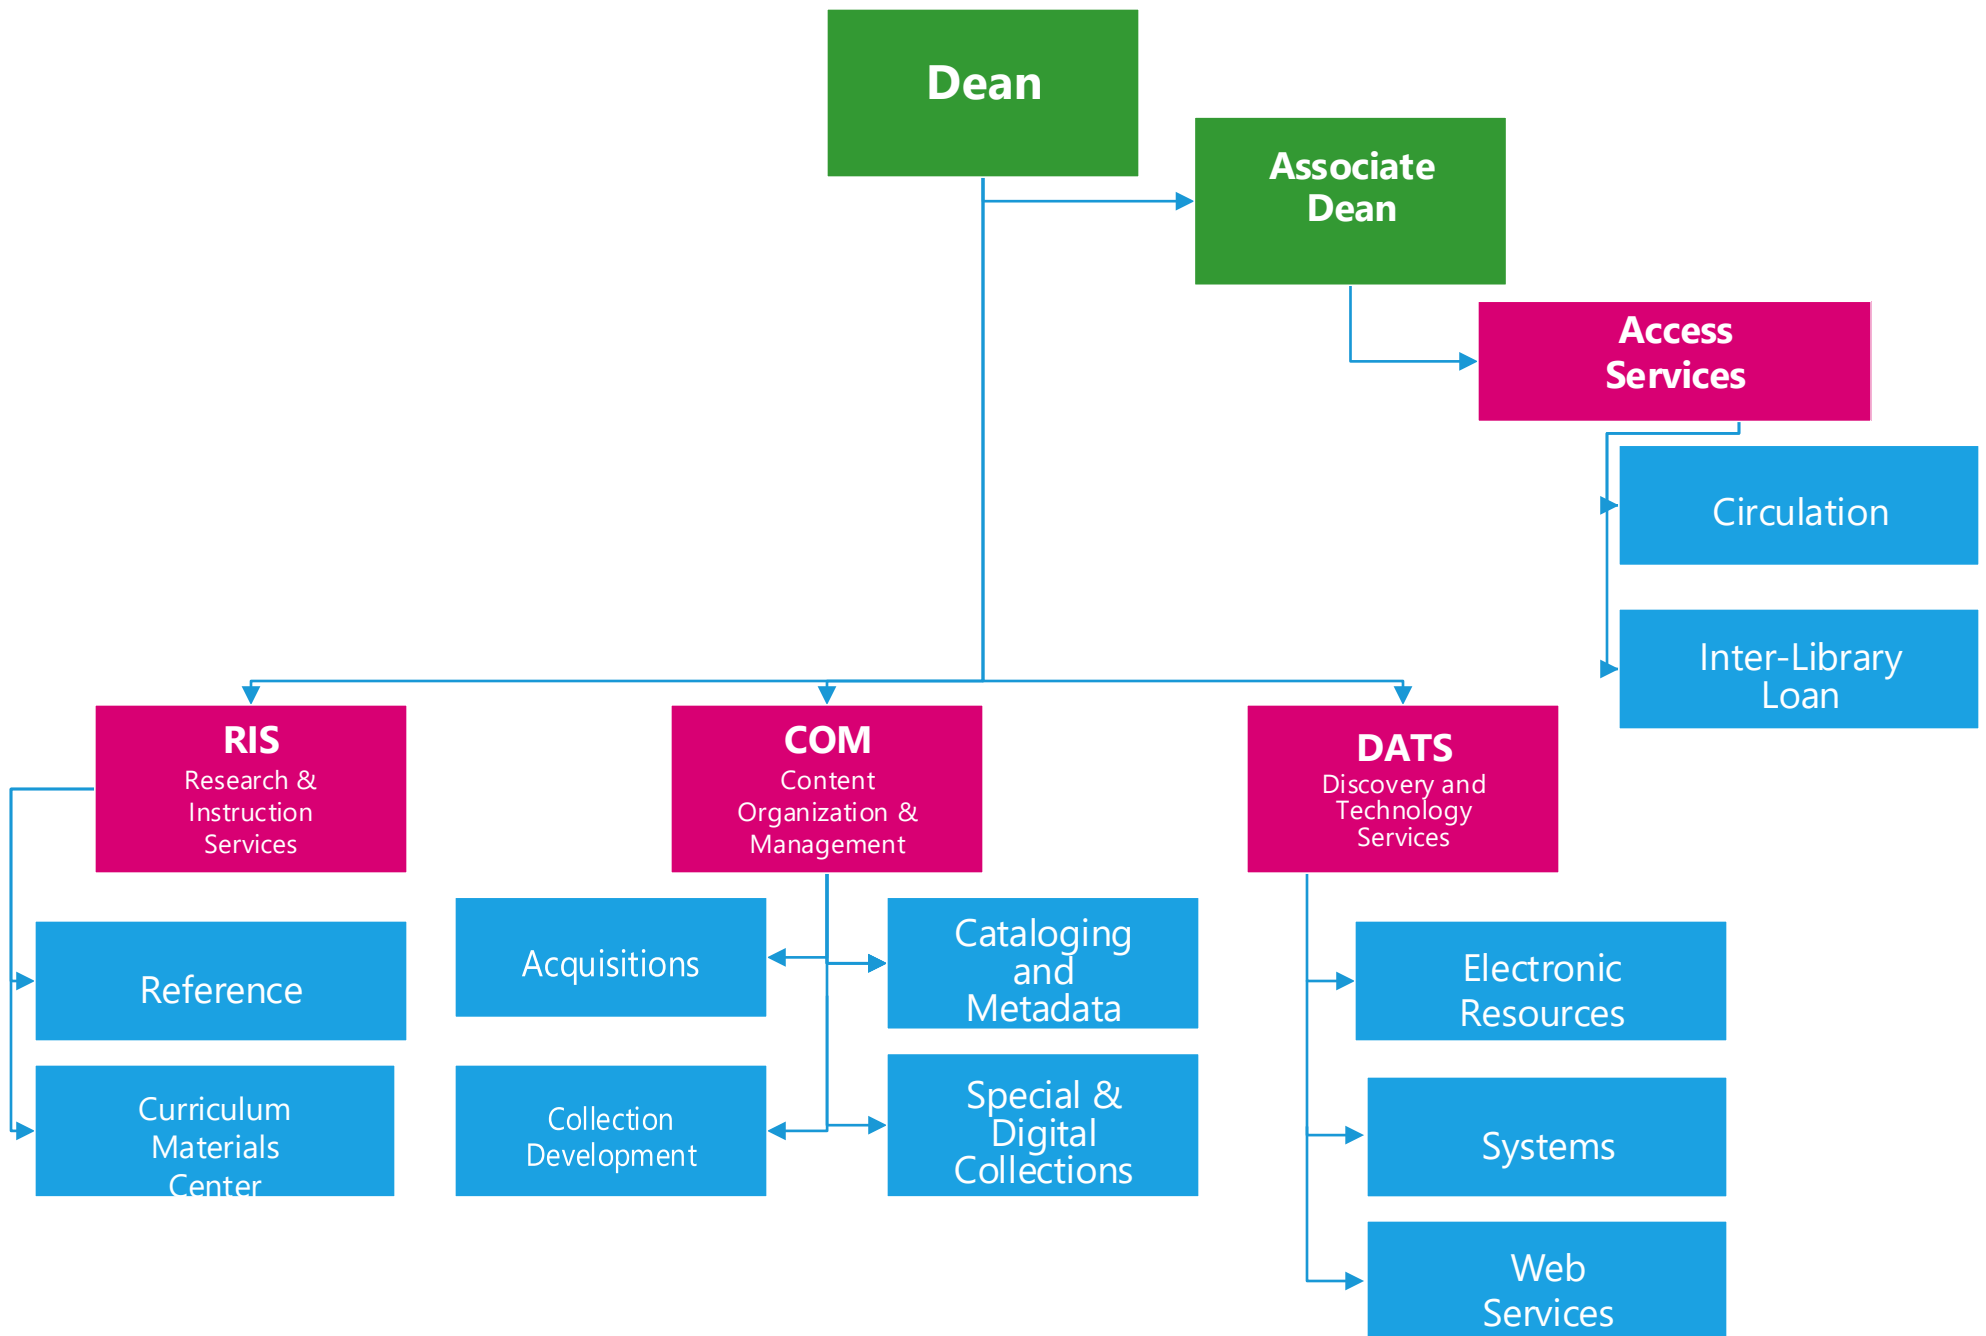 Dean
Associate
Dean
Access
Services
Circulation
Inter-Library
Loan
RIS
Research &
Instruction
Services
COM
Content
Organization &
Management
DATS
Discovery and
Technology
Services
Reference
Curriculum
Materials
Center
Acquisitions
Collection
Development
Cataloging
and
Metadata
Special &
Digital
Collections
Electronic
Resources
Systems
Web
Services